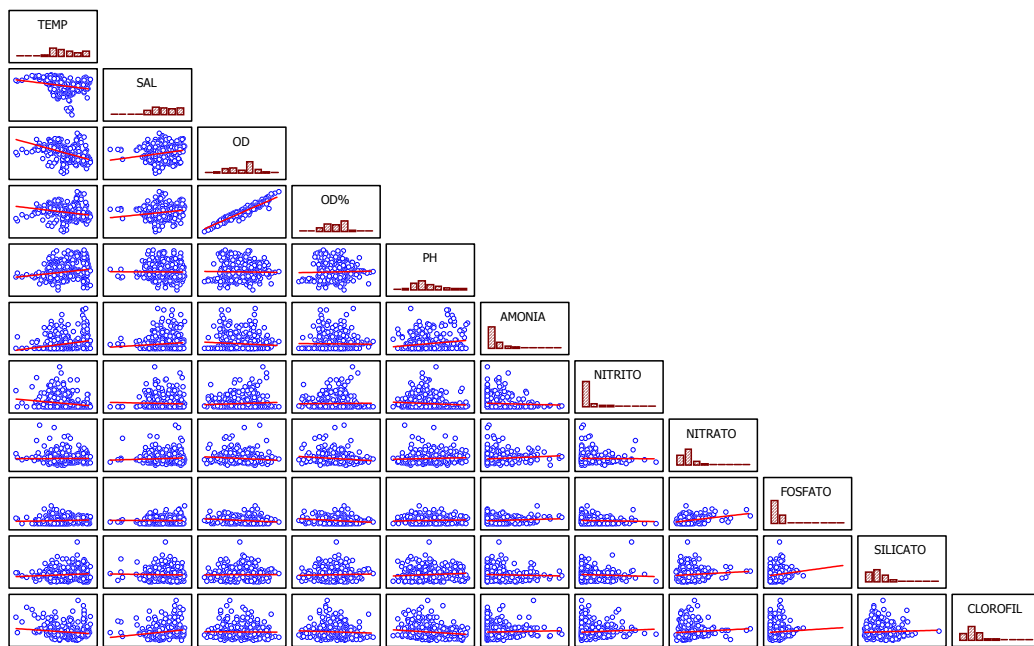 TEMP
SAL
OD
OD%
PH
AMONIA
NITRITO
NITRATO
FOSFATO
SILICATO
CLOROFIL